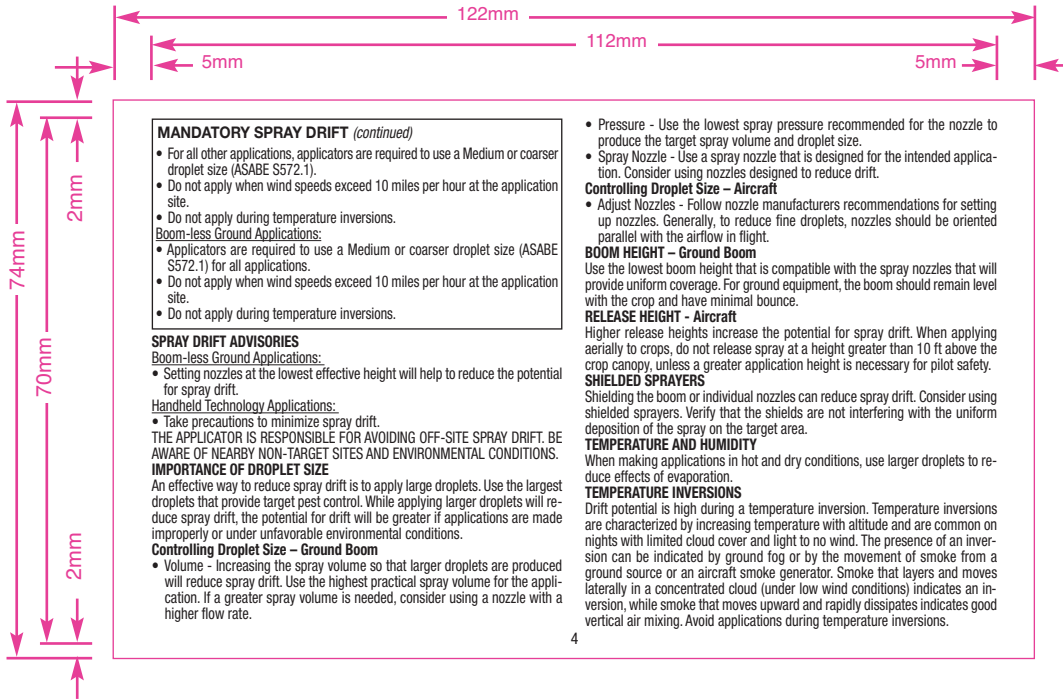 122mm
112mm
5mm
5mm
74mm
70mm
2mm
2mm
MANDATORY SPRAY DRIFT (continued)
• For all other applications, applicators are required to use a Medium or coarser
droplet size (ASABE S572.1).
• Do not apply when wind speeds exceed 10 miles per hour at the application
site.
• Do not apply during temperature inversions.
Boom-less Ground Applications:
• Applicators are required to use a Medium or coarser droplet size (ASABE
S572.1) for all applications.
• Do not apply when wind speeds exceed 10 miles per hour at the application
site.
• Do not apply during temperature inversions.
SPRAY DRIFT ADVISORIES
Boom-less Ground Applications:
• Setting nozzles at the lowest effective height will help to reduce the potential
for spray drift.
Handheld Technology Applications:
• Take precautions to minimize spray drift.
THE APPLICATOR IS RESPONSIBLE FOR AVOIDING OFF-SITE SPRAY DRIFT. BE
AWARE OF NEARBY NON-TARGET SITES AND ENVIRONMENTAL CONDITIONS.
IMPORTANCE OF DROPLET SIZE
An effective way to reduce spray drift is to apply large droplets. Use the largest
droplets that provide target pest control. While applying larger droplets will re-
duce spray drift, the potential for drift will be greater if applications are made
improperly or under unfavorable environmental conditions.
Controlling Droplet Size – Ground Boom
• Volume - Increasing the spray volume so that larger droplets are produced
will reduce spray drift. Use the highest practical spray volume for the appli-
cation. If a greater spray volume is needed, consider using a nozzle with a
higher flow rate.
• Pressure - Use the lowest spray pressure recommended for the nozzle to
produce the target spray volume and droplet size.
• Spray Nozzle - Use a spray nozzle that is designed for the intended applica-
tion. Consider using nozzles designed to reduce drift.
Controlling Droplet Size – Aircraft
• Adjust Nozzles - Follow nozzle manufacturers recommendations for setting
up nozzles. Generally, to reduce fine droplets, nozzles should be oriented
parallel with the airflow in flight.
BOOM HEIGHT – Ground Boom
Use the lowest boom height that is compatible with the spray nozzles that will
provide uniform coverage. For ground equipment, the boom should remain level
with the crop and have minimal bounce.
RELEASE HEIGHT - Aircraft
Higher release heights increase the potential for spray drift. When applying
aerially to crops, do not release spray at a height greater than 10 ft above the
crop canopy, unless a greater application height is necessary for pilot safety.
SHIELDED SPRAYERS
Shielding the boom or individual nozzles can reduce spray drift. Consider using
shielded sprayers. Verify that the shields are not interfering with the uniform
deposition of the spray on the target area.
TEMPERATURE AND HUMIDITY
When making applications in hot and dry conditions, use larger droplets to re-
duce effects of evaporation.
TEMPERATURE INVERSIONS
Drift potential is high during a temperature inversion. Temperature inversions
are characterized by increasing temperature with altitude and are common on
nights with limited cloud cover and light to no wind. The presence of an inver-
sion can be indicated by ground fog or by the movement of smoke from a
ground source or an aircraft smoke generator. Smoke that layers and moves
laterally in a concentrated cloud (under low wind conditions) indicates an in-
version, while smoke that moves upward and rapidly dissipates indicates good
vertical air mixing. Avoid applications during temperature inversions.
4